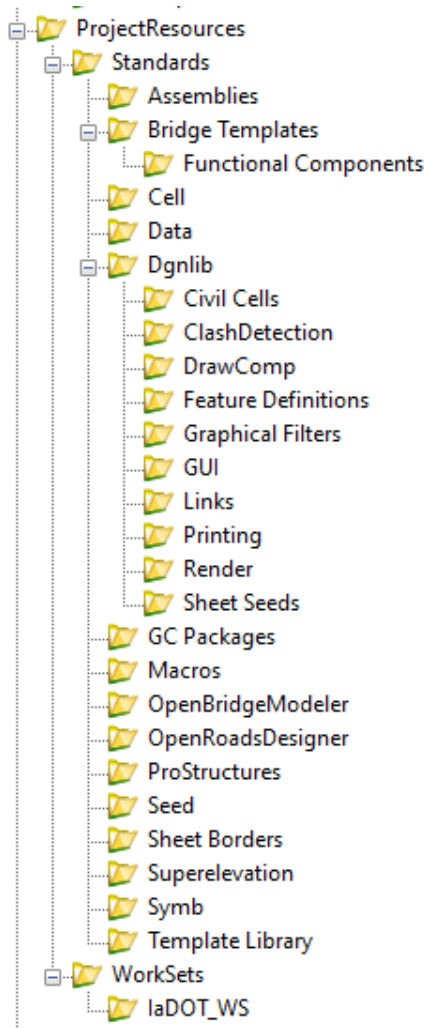 ProjectResources
Standards
Assemblies
Bridge Templates
Functional Components
Cell
Data
Dgnlib
Civil Cells
ClashDetection
DrawComp
Feature Definitions
Graphical Filters
GUI
Links
Printing
Render
Sheet Seeds
GC Packages
Macros
OpenBridgeModeler
OpenRoadsDesigner
ProStructures
Seed
Sheet Borders
Superelevation
Symb
Template Library
WorkSets
IaDOT_WS